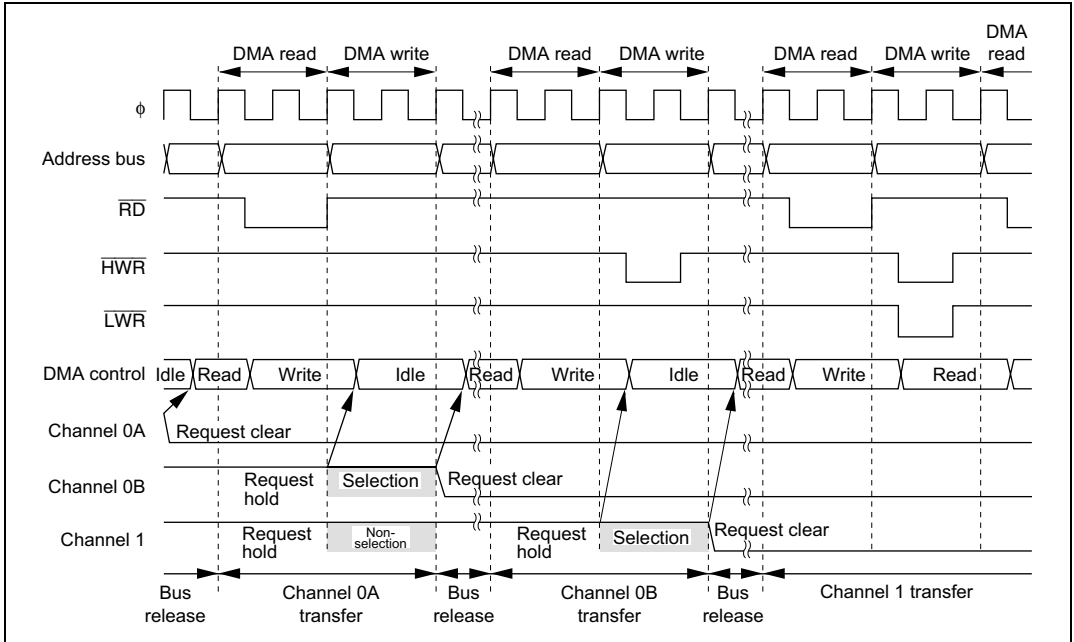 DMA
DMA read DMA write DMA read DMA write DMA read DMA write read
φ
Address bus
RD
HWR
LWR
DMA control Idle Read Write Idle Read Write Idle Read Write Read
Channel 0A Request clear
Channel 0B Request hold Selection Request clear
Channel 1 Request hold Non-selection Request hold Selection Request clear
Bus release Channel 0A transfer Bus release Channel 0B transfer Bus release Channel 1 transfer